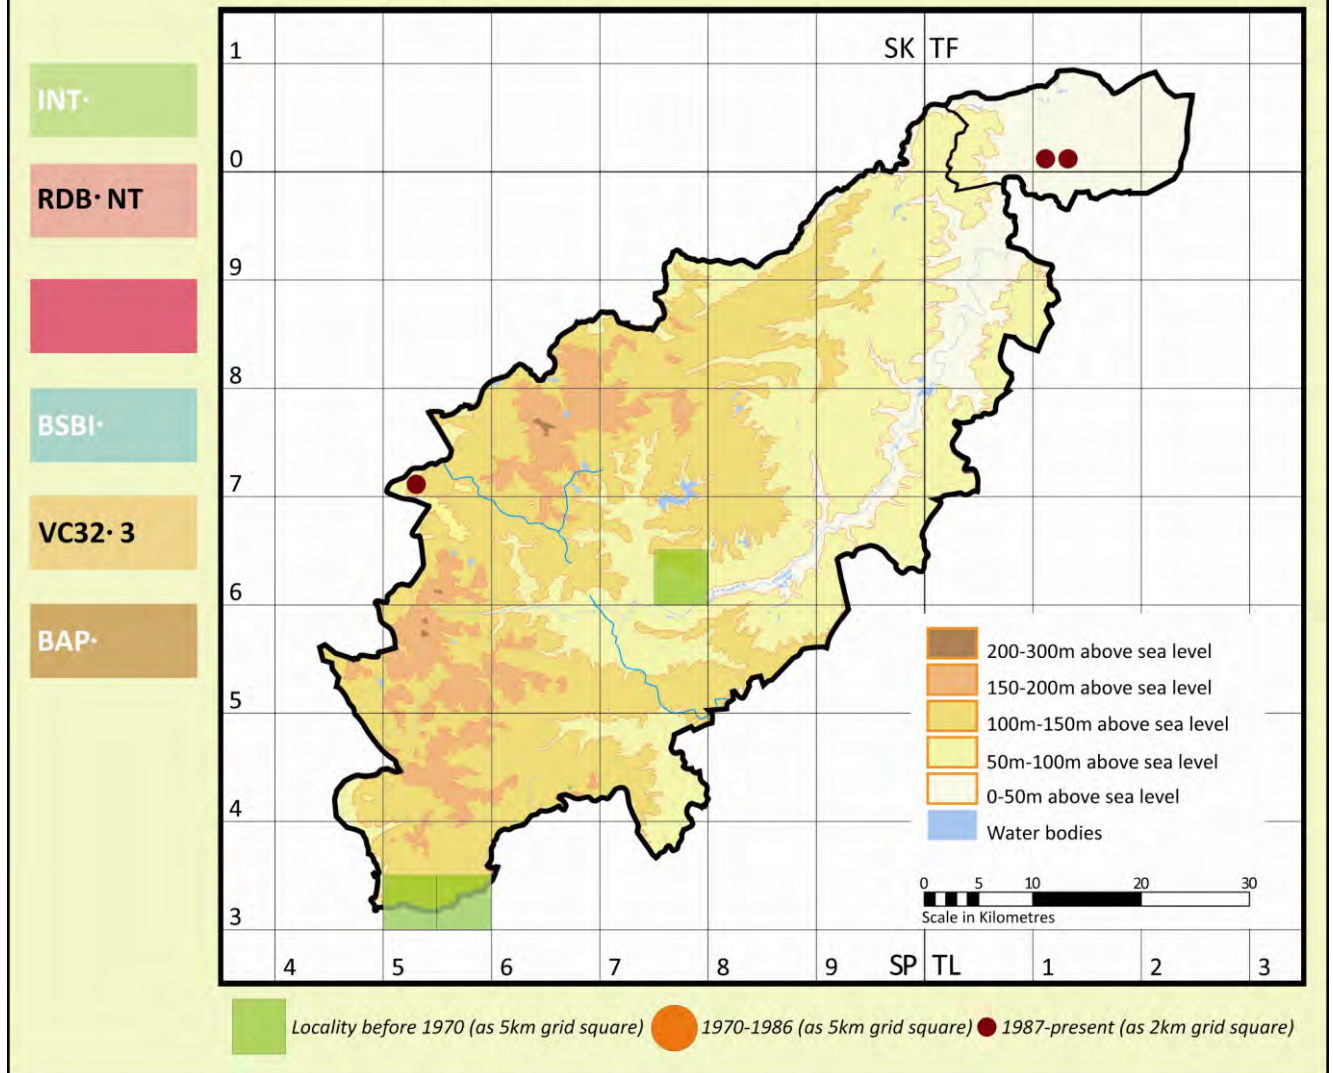 INT·
RDB· NT
BSBI·
VC32· 3
BAP·
SK TF
1
0
9
8
7
6
5
4
3
200-300m above sea level
150-200m above sea level
100m-150m above sea level
50m-100m above sea level
0-50m above sea level
Water bodies
0 5 10 20 30
Scale in Kilometres
4 5 6 7 8 9 SP TL 1 2 3
Locality before 1970 (as 5km grid square) 1970-1986 (as 5km grid square) 1987-present (as 2km grid square)